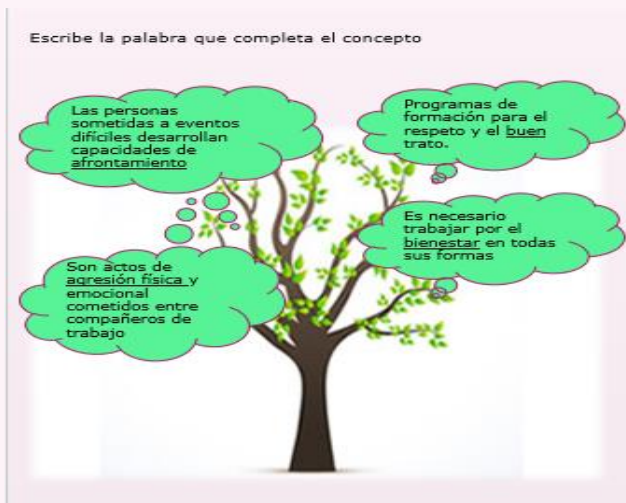 Escribe la palabra que completa el concepto
Las personas
sometidas a eventos
difíciles desarrollan
capacidades de
afrontamiento
Programas de
formación para el
respeto y el buen
trato.
Es necesario
trabajar por el
bienestar en todas
sus formas
Son actos de
agresión física y
emocional
cometidos entre
compañeros de
trabajo